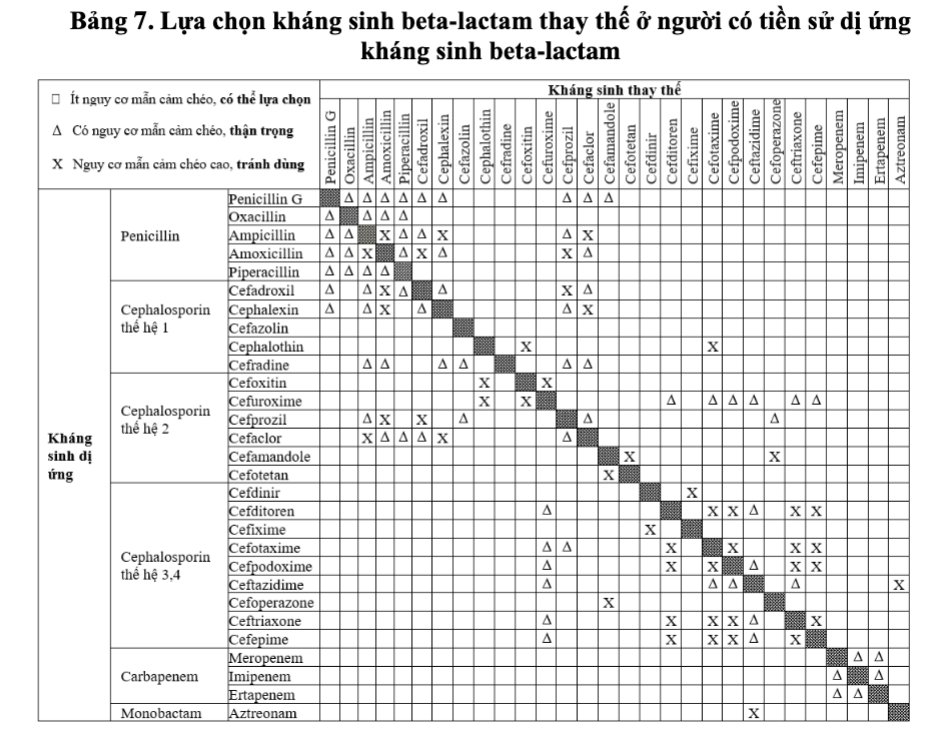 Bảng 7. Lựa chọn kháng sinh beta-lactam thay thế ở người có tiền sử dị ứng
kháng sinh beta-lactam
□ Ít nguy cơ mẫn cảm chéo, có thể lựa chọn
Δ Có nguy cơ mẫn cảm chéo, thận trọng
X Nguy cơ mẫn cảm chéo cao, tránh dùng
Kháng sinh thay thế
Penicillin G
Oxacillin
Ampicillin
Amoxicillin
Piperacillin
Cefadroxil
Cephalexin
Cefazolin
Cephalothin
Cefradine
Cefoxitin
Cefuroxime
Cefprozil
Cefaclor
Cefamandole
Cefotetan
Cefdinir
Cefditoren
Cefixime
Cefotaxime
Cefpodoxime
Ceftazidime
Cefoperazone
Ceftriaxone
Cefepime
Meropenem
Imipenem
Ertapenem
Aztreonam
Kháng
sinh dị
ứng
Penicillin
Penicillin G Δ Δ Δ Δ Δ Δ Δ Δ Δ
Oxacillin Δ Δ Δ Δ
Ampicillin Δ Δ X Δ Δ X Δ X
Amoxicillin Δ Δ X Δ X Δ X Δ
Piperacillin Δ Δ Δ Δ
Cephalosporin
thế hệ 1
Cefadroxil Δ Δ X Δ Δ X Δ
Cephalexin Δ Δ X Δ Δ X
Cefazolin
Cephalothin X X
Cefradine Δ Δ Δ Δ Δ Δ
Cephalosporin
thế hệ 2
Cefoxitin X X
Cefuroxime X X Δ Δ Δ Δ Δ Δ
Cefprozil Δ X X Δ Δ Δ
Cefaclor X Δ Δ Δ X Δ
Cefamandole X X
Cefotetan X
Cephalosporin
thế hệ 3,4
Cefdinir X
Cefditoren Δ X X Δ X X
Cefixime X
Cefotaxime Δ Δ X X X X
Cefpodoxime Δ X X Δ X X
Ceftazidime Δ Δ Δ Δ X
Cefoperazone X
Ceftriaxone Δ X X X Δ X
Cefepime Δ X X X Δ X
Carbapenem
Meropenem Δ Δ
Imipenem Δ Δ
Ertapenem Δ Δ
Monobactam
Aztreonam X